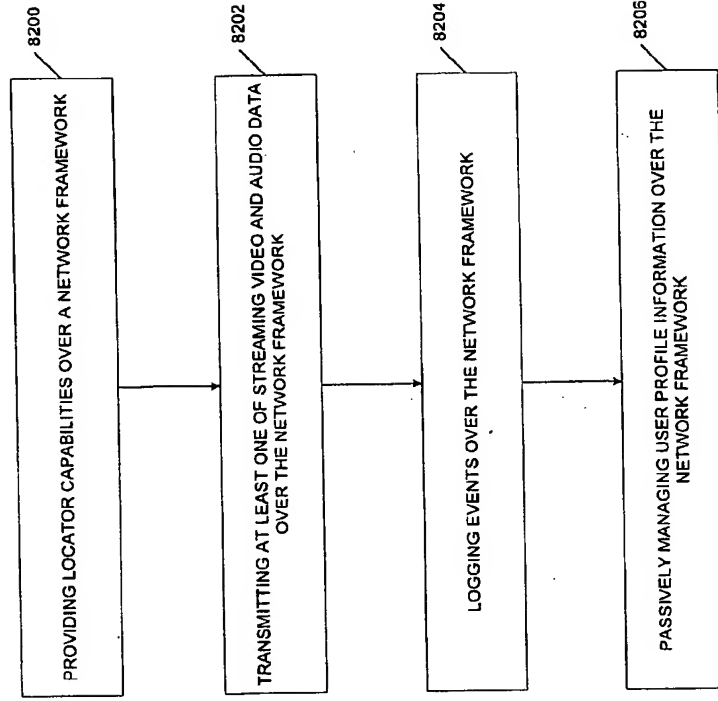 8200
PROVIDING LOCATOR CAPABILITIES OVER A NETWORK FRAMEWORK
8202
TRANSMITTING AT LEAST ONE OF STREAMING VIDEO AND AUDIO DATA
OVER THE NETWORK FRAMEWORK
8204
LOGGING EVENTS OVER THE NETWORK FRAMEWORK
8206
PASSIVELY MANAGING USER PROFILE INFORMATION OVER THE
NETWORK FRAMEWORK